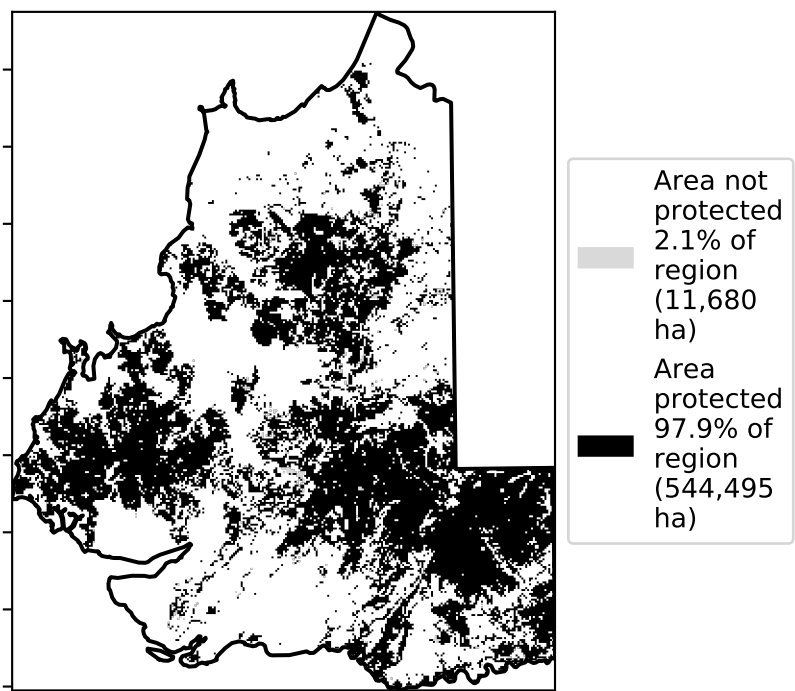 Area not
protected
2.1% of
region
(11,680
ha)
Area
protected
97.9% of
region
(544,495
ha)